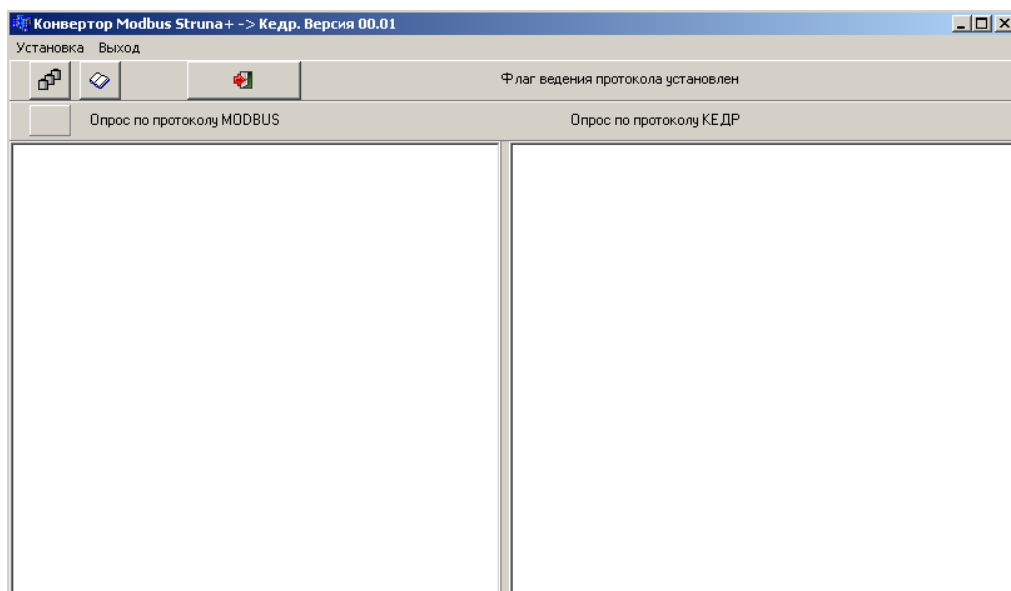 Конвертор Modbus Struna+ -> Кедр. Версия 00.01
Установка Выход
Флаг ведения протокола установлен
Опрос по протоколу MODBUS Опрос по протоколу КЕДР